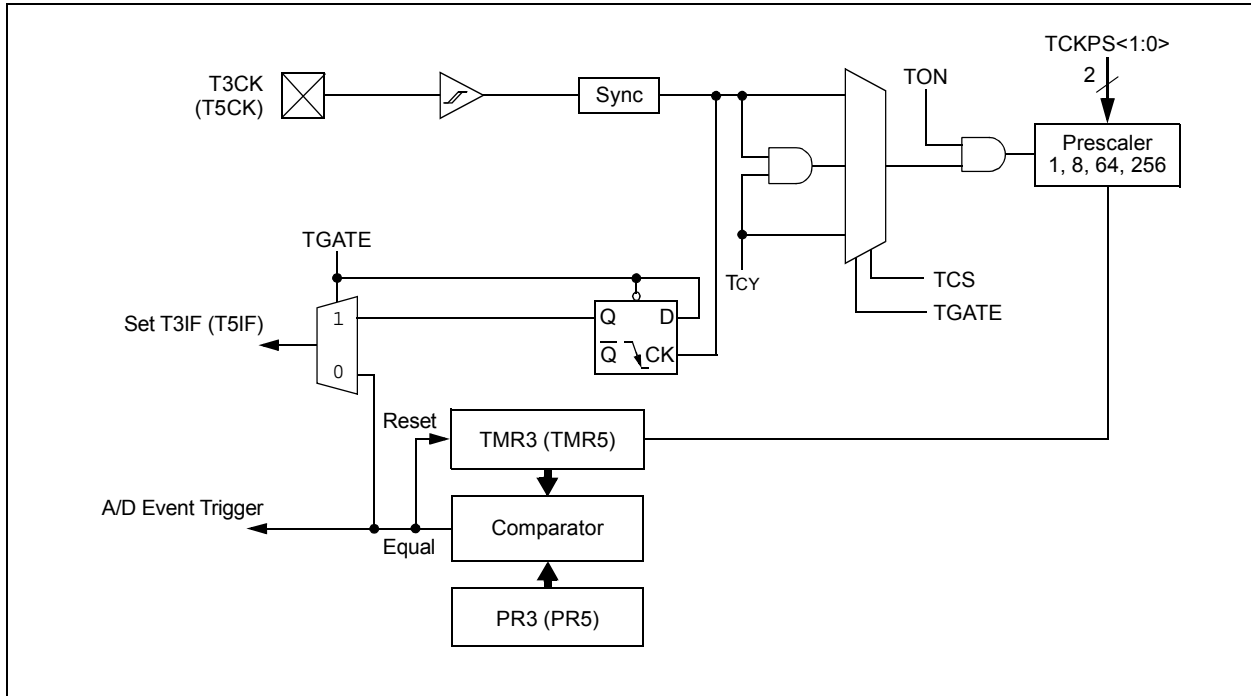 TCKPS<1:0>
2
T3CK
(T5CK)
Sync
TON
Prescaler
1, 8, 64, 256
TGATE
TCY
TCS
TGATE
Set T3IF (T5IF)
1
0
Q D
Q CK
Reset
TMR3 (TMR5)
A/D Event Trigger
Equal
Comparator
PR3 (PR5)